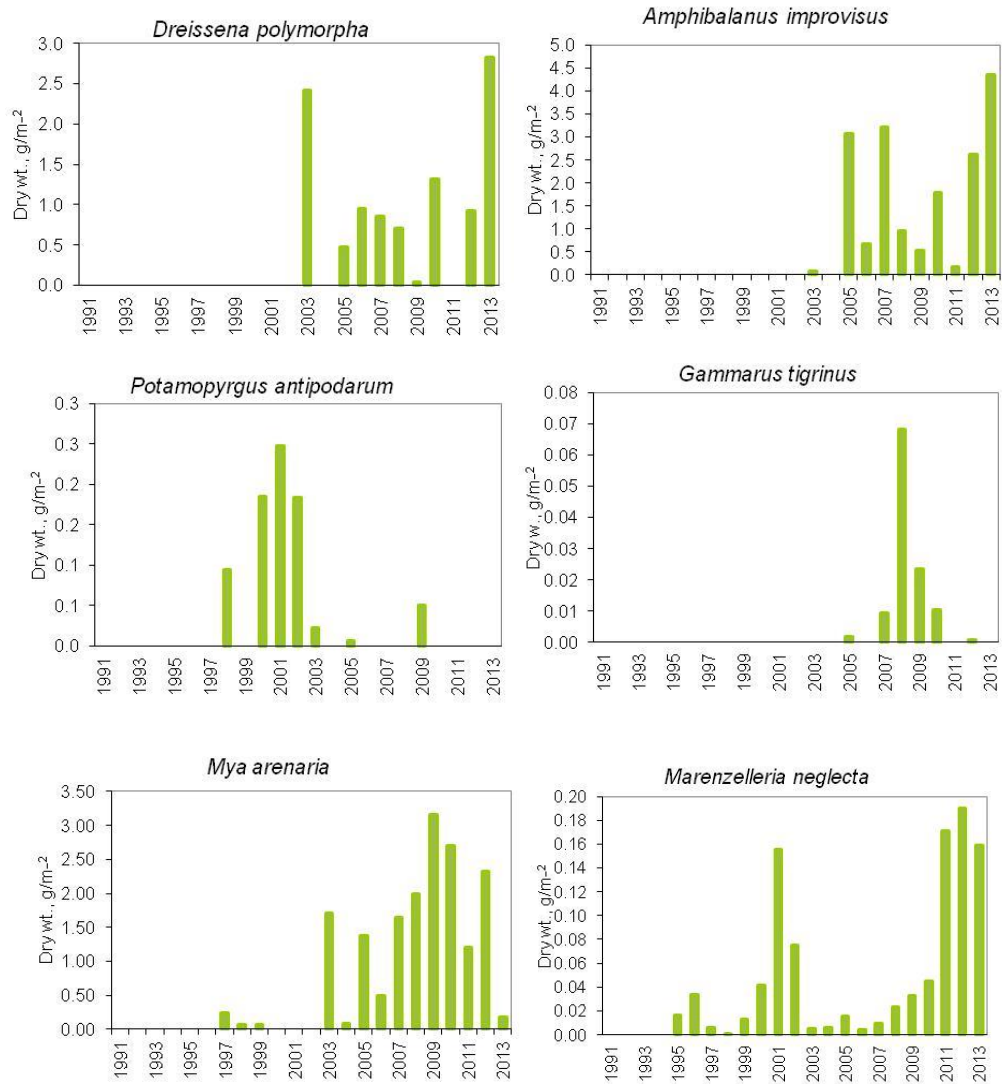 Dreissena polymorpha
Dry wt., g/m-²
3.0
2.5
2.0
1.5
1.0
0.5
0.0
1991 1993 1995 1997 1999 2001 2003 2005 2007 2009 2011 2013
Amphibalanus improvisus
Dry wt., g/m-²
5.0
4.5
4.0
3.5
3.0
2.5
2.0
1.5
1.0
0.5
0.0
1991 1993 1995 1997 1999 2001 2003 2005 2007 2009 2011 2013
Potamopyrgus antipodarum
Dry wt., g/m-²
0.3
0.3
0.2
0.2
0.1
0.1
0.0
1991 1993 1995 1997 1999 2001 2003 2005 2007 2009 2011 2013
Gammarus tigrinus
Dry w., g/m-²
0.08
0.07
0.06
0.05
0.04
0.03
0.02
0.01
0.00
1991 1993 1995 1997 1999 2001 2003 2005 2007 2009 2011 2013
Mya arenaria
Dry wt., g/m-²
3.50
3.00
2.50
2.00
1.50
1.00
0.50
0.00
1991 1993 1995 1997 1999 2001 2003 2005 2007 2009 2011 2013
Marenzelleria neglecta
Dry wt., g/m-²
0.20
0.18
0.16
0.14
0.12
0.10
0.08
0.06
0.04
0.02
0.00
1991 1993 1995 1997 1999 2001 2003 2005 2007 2009 2011 2013